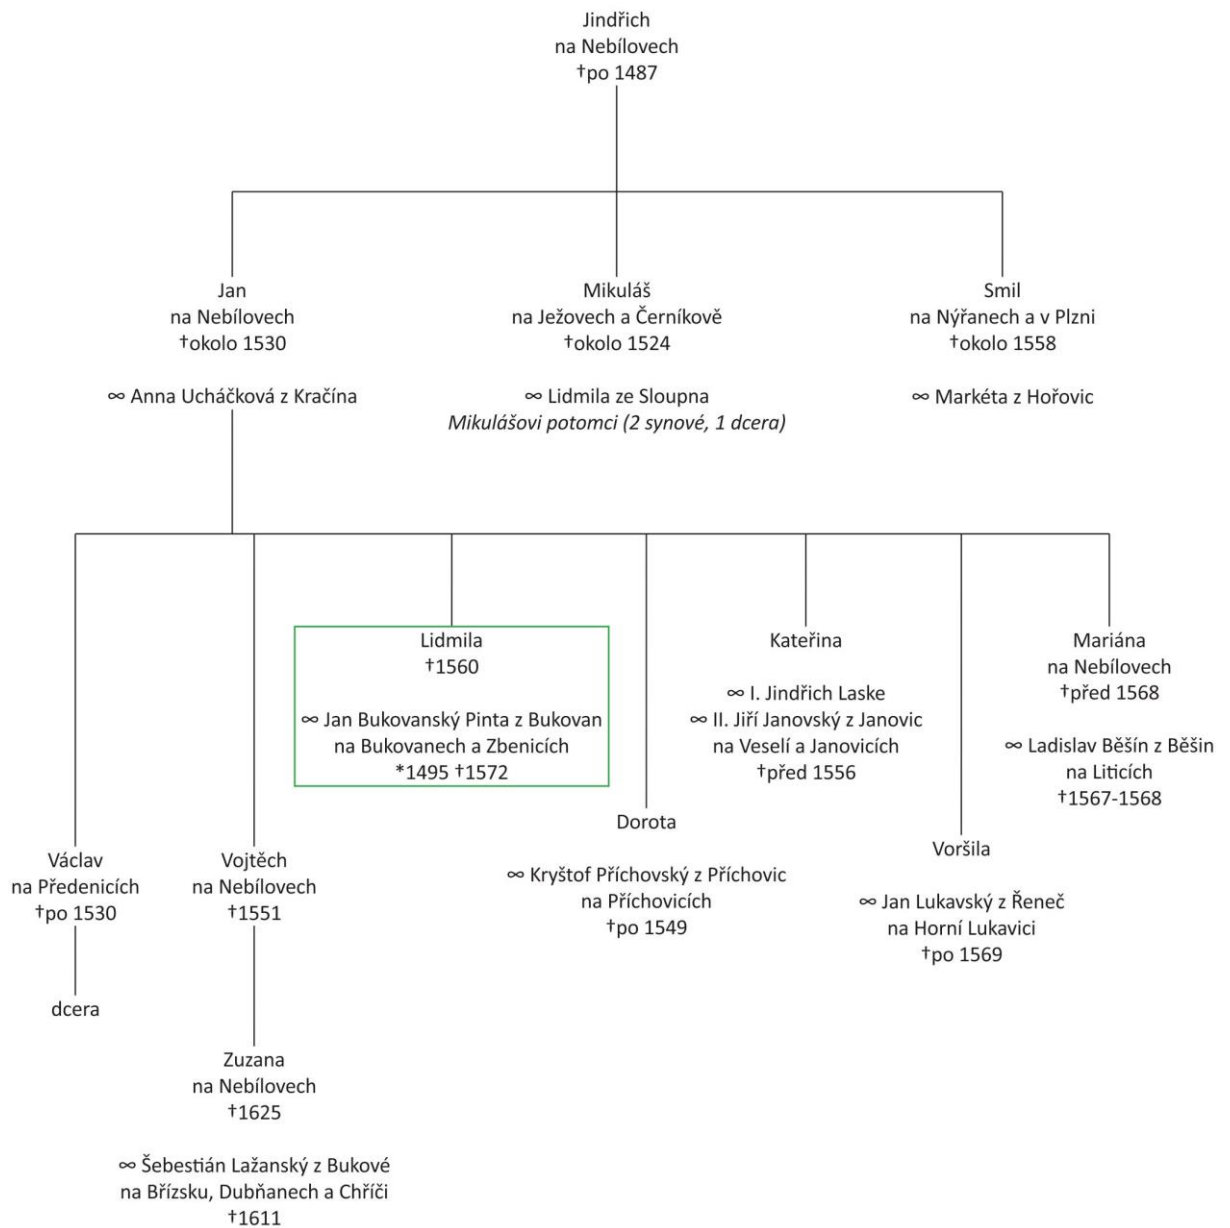 Jindřich
na Nebílovech
†po 1487
Jan
na Nebílovech
†okolo 1530
∞ Anna Ucháčková z Kračína
Mikuláš
na Ježovech a Černíkově
†okolo 1524
∞ Lidmila ze Sloupna
Mikulášovi potomci (2 synové, 1 dcera)
Smil
na Nýřanech a v Plzni
†okolo 1558
∞ Markéta z Hořovic
Václav
na Předenicích
†po 1530
dcera
Vojtěch
na Nebílovech
†1551
Zuzana
na Nebílovech
†1625
∞ Šebestián Lažanský z Bukové
na Břízsku, Dubňanech a Chříči
†1611
Lidmila
†1560
∞ Jan Bukovanský Pinta z Bukovan
na Bukovanech a Zbenicích
*1495 †1572
Dorota
∞ Kryštof Příchovský z Příchovic
na Příchovicích
†po 1549
Kateřina
∞ I. Jindřich Laske
∞ II. Jiří Janovský z Janovic
na Veselí a Janovicích
†před 1556
Voršila
∞ Jan Lukavský z Řeneč
na Horní Lukavici
†po 1569
Mariána
na Nebílovech
†před 1568
∞ Ladislav Běšín z Běšin
na Liticích
†1567-1568